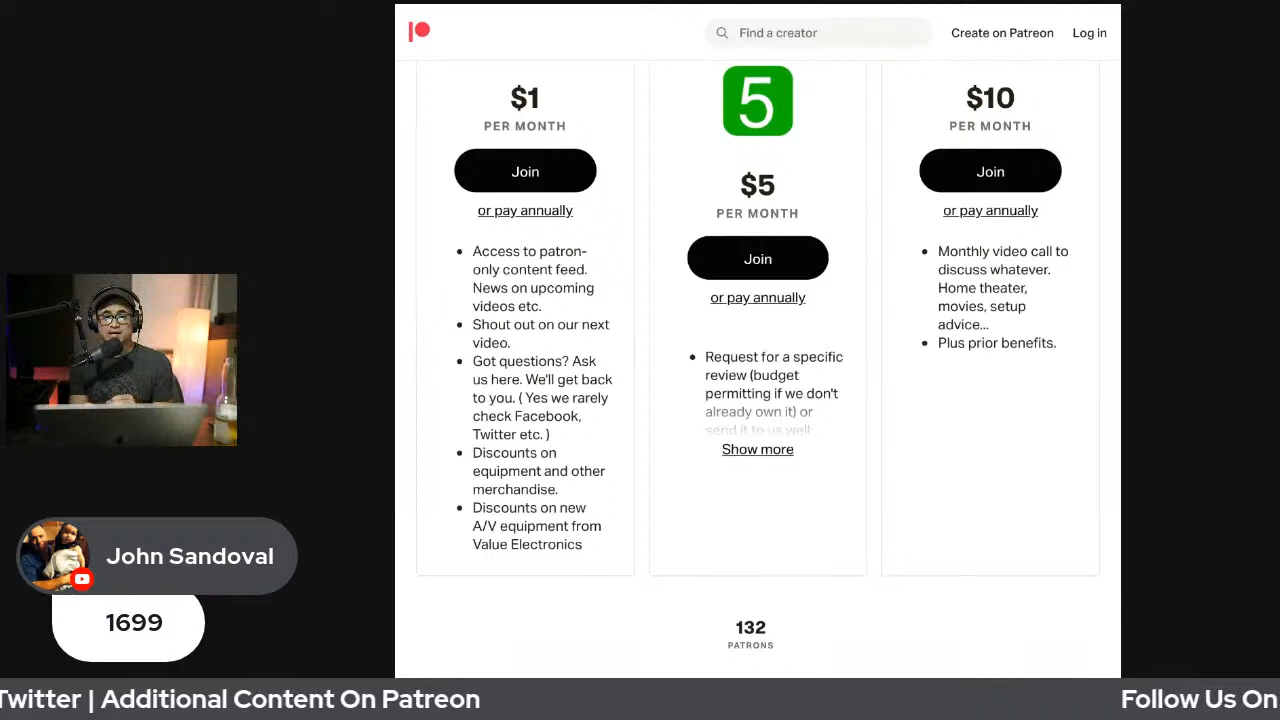 Find a creator
Create on Patreon
Log in
$1
PER MONTH
Join
or pay annually
Access to patron-
only content feed.
News on upcoming
videos etc.
Shout out on our next
video.
Got questions? Ask
us here. We'll get back
to you. ( Yes we rarely
check Facebook,
Twitter etc. )
Discounts on
equipment and other
merchandise.
Discounts on new
A/V equipment from
Value Electronics
5
$5
PER MONTH
Join
or pay annually
Request for a specific
review (budget
permitting if we don't
already own it) or
send it to us well
Show more
$10
PER MONTH
Join
or pay annually
Monthly video call to
discuss whatever.
Home theater,
movies, setup
advice...
Plus prior benefits.
132
PATRONS
John Sandoval
1699
Twitter | Additional Content On Patreon
Follow Us On